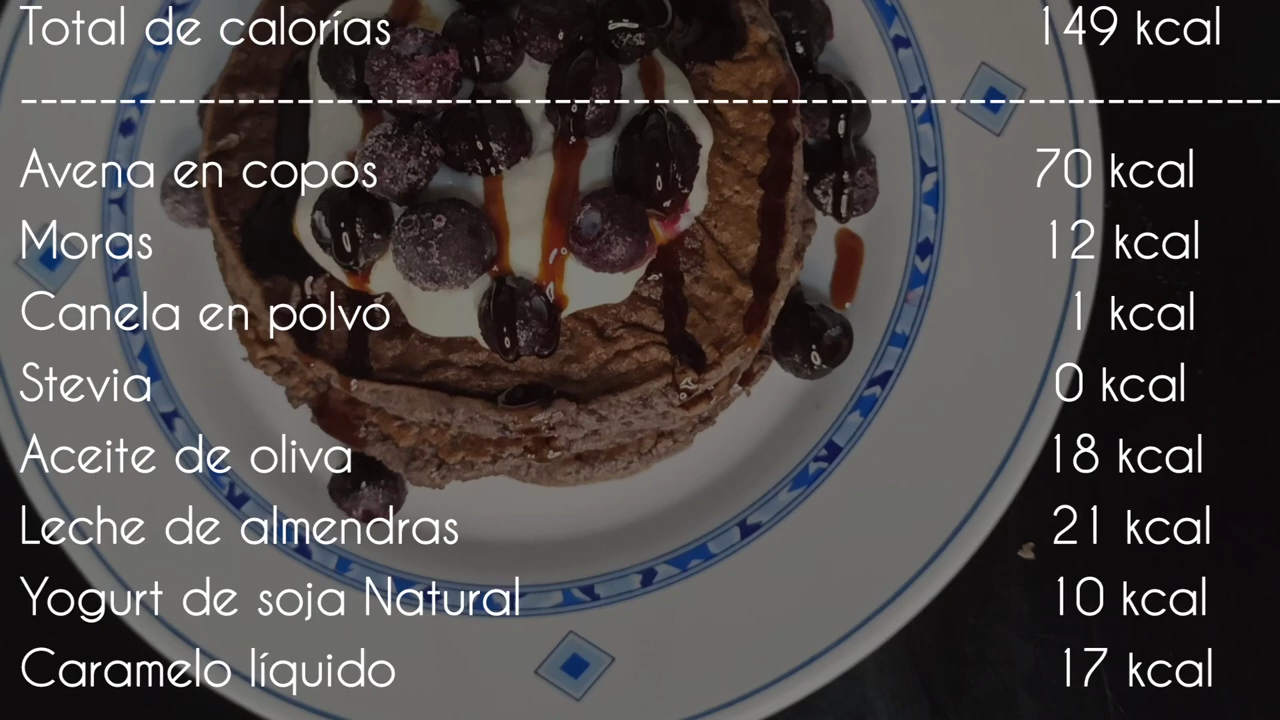 Total de calorías 149 kcal
--------------------------------------------------------------------------------
Avena en copos 70 kcal
Moras 12 kcal
Canela en polvo 1 kcal
Stevia 0 kcal
Aceite de oliva 18 kcal
Leche de almendras 21 kcal
Yogurt de soja Natural 10 kcal
Caramelo líquido 17 kcal